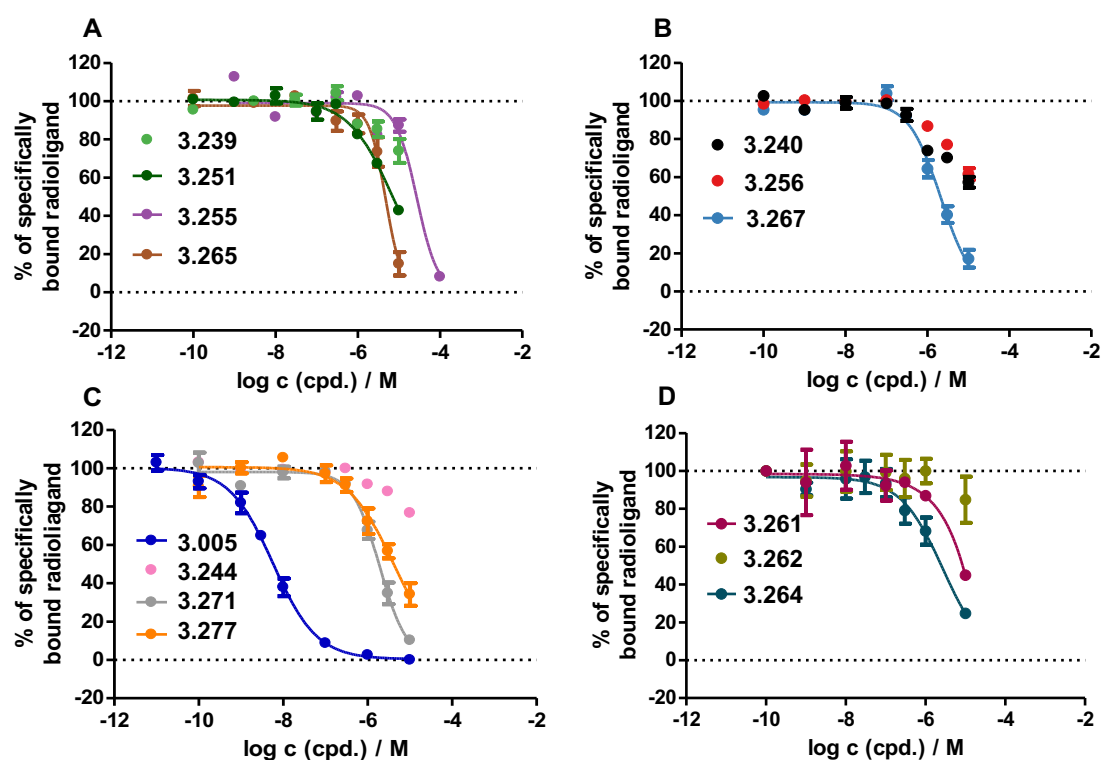 A
120
100
80
60
40
20
0
-20
% of specifically
bound radioligand
3.239
3.251
3.255
3.265
-12 -10 -8 -6 -4 -2
log c (cpd.) / M
B
120
100
80
60
40
20
0
-20
% of specifically
bound radioligand
3.240
3.256
3.267
-12 -10 -8 -6 -4 -2
log c (cpd.) / M
C
120
100
80
60
40
20
0
-20
% of specifically
bound radioliagand
3.005
3.244
3.271
3.277
-12 -10 -8 -6 -4 -2
log c (cpd.) / M
D
120
100
80
60
40
20
0
-20
% of specifically
bound radioligand
3.261
3.262
3.264
-12 -10 -8 -6 -4 -2
log c (cpd.) / M